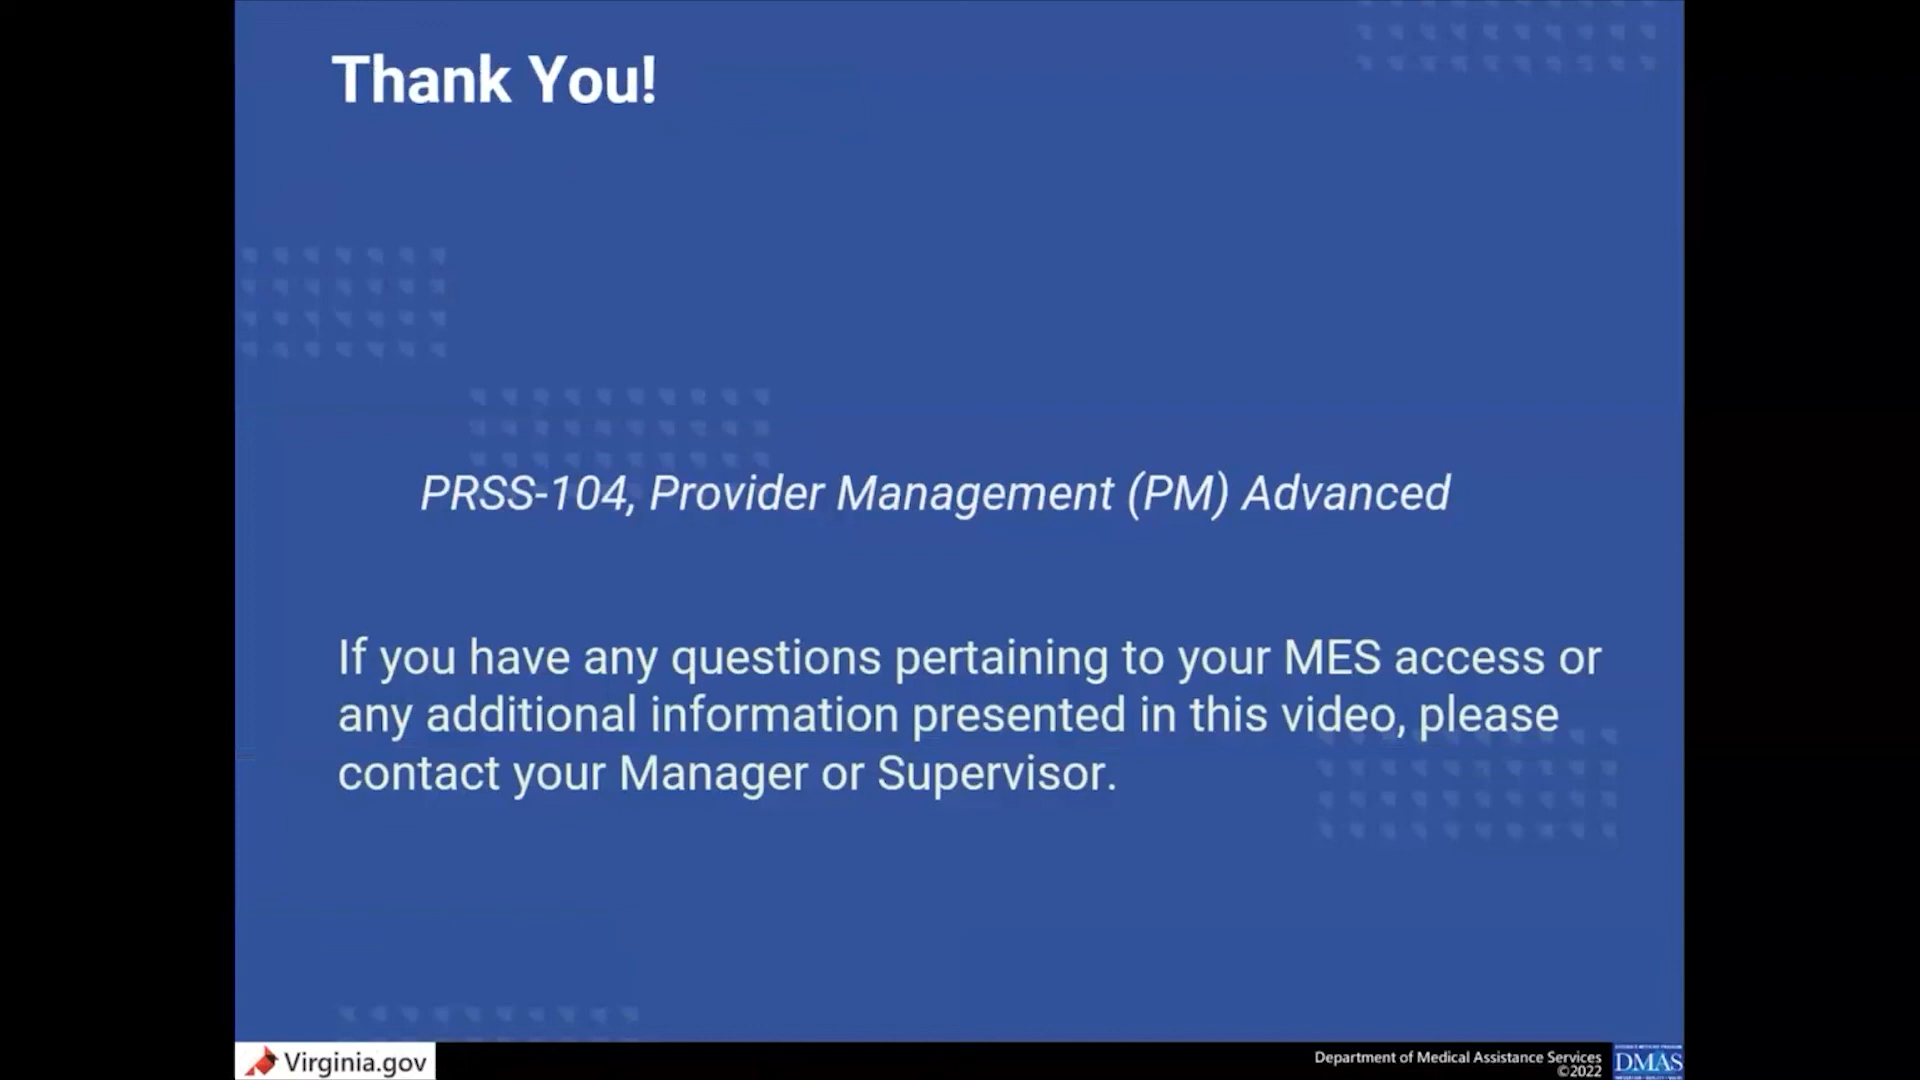 Thank You!
PRSS-104, Provider Management (PM) Advanced
If you have any questions pertaining to your MES access or
any additional information presented in this video, please
contact your Manager or Supervisor.
Virginia.gov
Department of Medical Assistance Services
©2022
DMAS